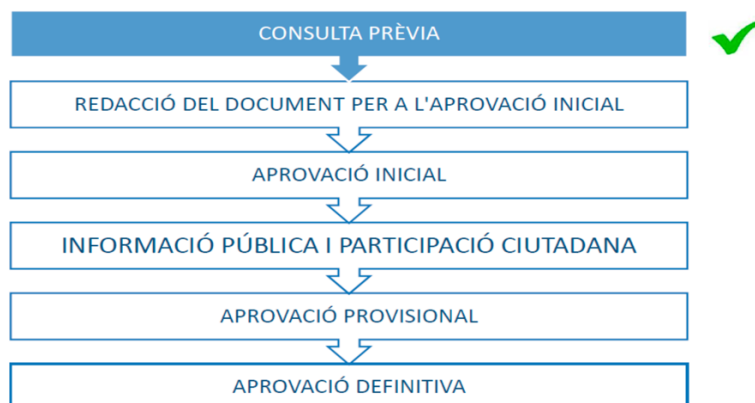 CONSULTA PRÈVIA
REDACCIÓ DEL DOCUMENT PER A L'APROVACIÓ INICIAL
APROVACIÓ INICIAL
INFORMACIÓ PÚBLICA I PARTICIPACIÓ CIUTADANA
APROVACIÓ PROVISIONAL
APROVACIÓ DEFINITIVA